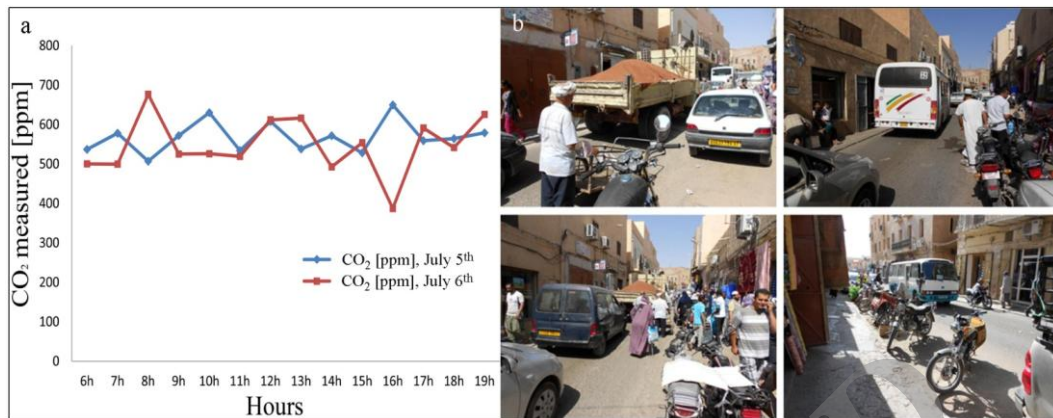 a
CO₂ measured [ppm]
800
700
600
500
400
300
200
100
0
CO₂ [ppm], July 5th
CO₂ [ppm], July 6th
6h 7h 8h 9h 10h 11h 12h 13h 14h 15h 16h 17h 18h 19h
Hours
b